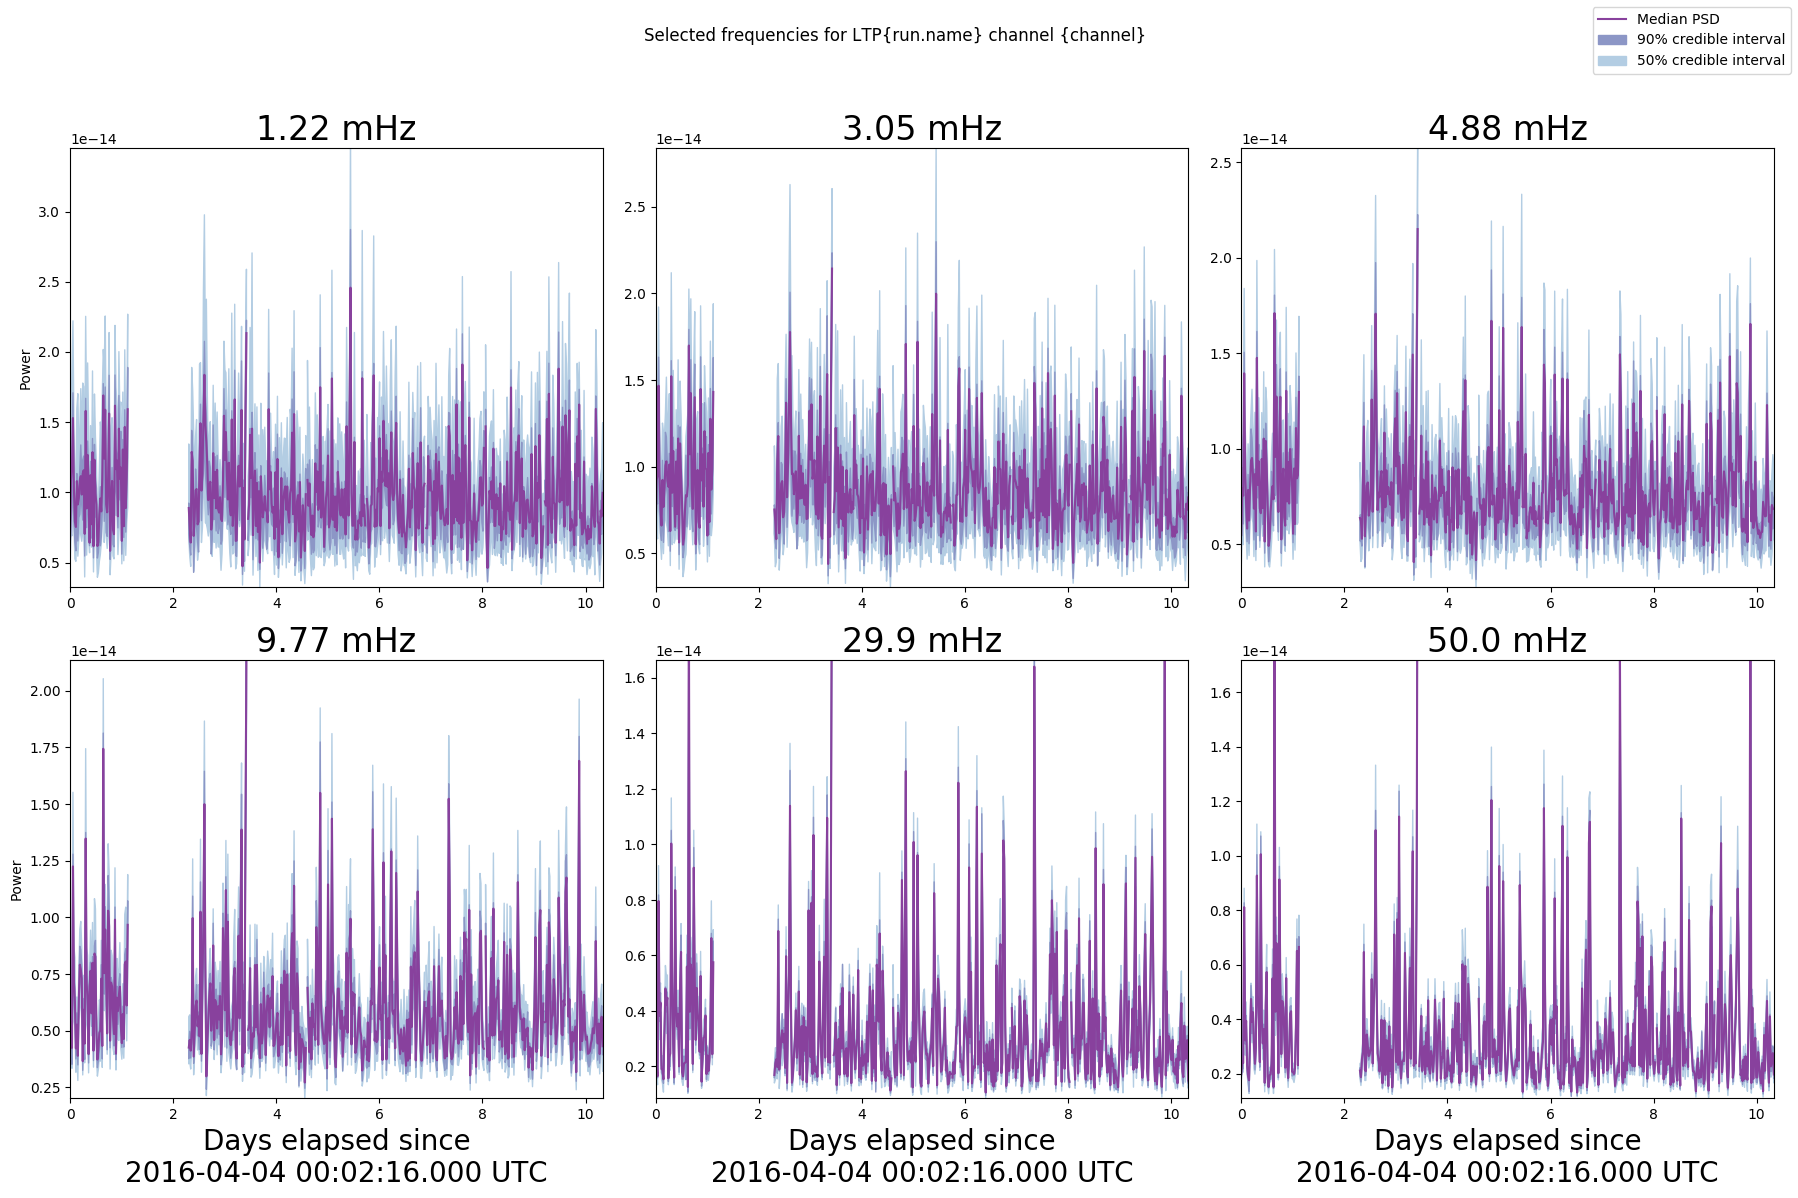 Selected frequencies for LTP{run.name} channel {channel}
Median PSD
90% credible interval
50% credible interval
1.22 mHz
1e−14
Power
3.0
2.5
2.0
1.5
1.0
0.5
0 2 4 6 8 10
3.05 mHz
1e−14
2.5
2.0
1.5
1.0
0.5
0 2 4 6 8 10
4.88 mHz
1e−14
2.5
2.0
1.5
1.0
0.5
0 2 4 6 8 10
9.77 mHz
1e−14
Power
2.00
1.75
1.50
1.25
1.00
0.75
0.50
0.25
0 2 4 6 8 10
Days elapsed since
2016-04-04 00:02:16.000 UTC
29.9 mHz
1e−14
1.6
1.4
1.2
1.0
0.8
0.6
0.4
0.2
0 2 4 6 8 10
Days elapsed since
2016-04-04 00:02:16.000 UTC
50.0 mHz
1e−14
1.6
1.4
1.2
1.0
0.8
0.6
0.4
0.2
0 2 4 6 8 10
Days elapsed since
2016-04-04 00:02:16.000 UTC